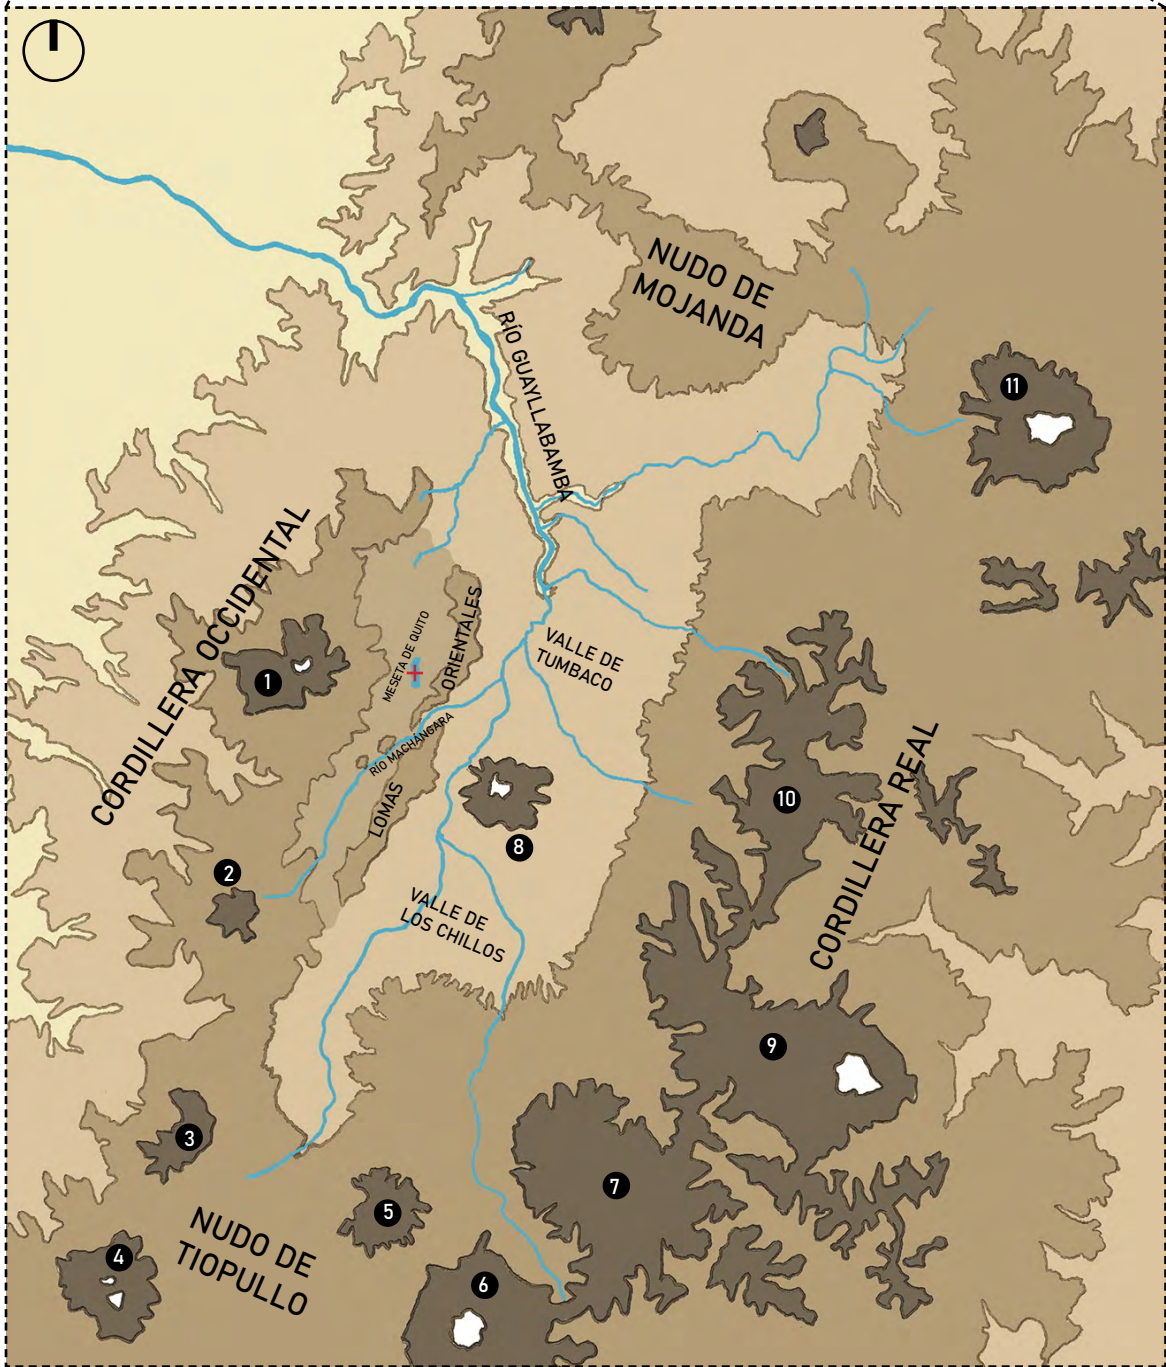 NUDO DE
MOJANDA
RÍO GUAYLLABAMBA
11
CORDILLERA OCCIDENTAL
MESETA DE QUITO
ORIENTALES
VALLE DE
TUMBACO
1
RÍO MACHÁNGARA
LOMAS
8
10
CORDILLERA REAL
2
VALLE DE
LOS CHILLOS
9
3
7
5
NUDO DE
TIOPULLO
4
6